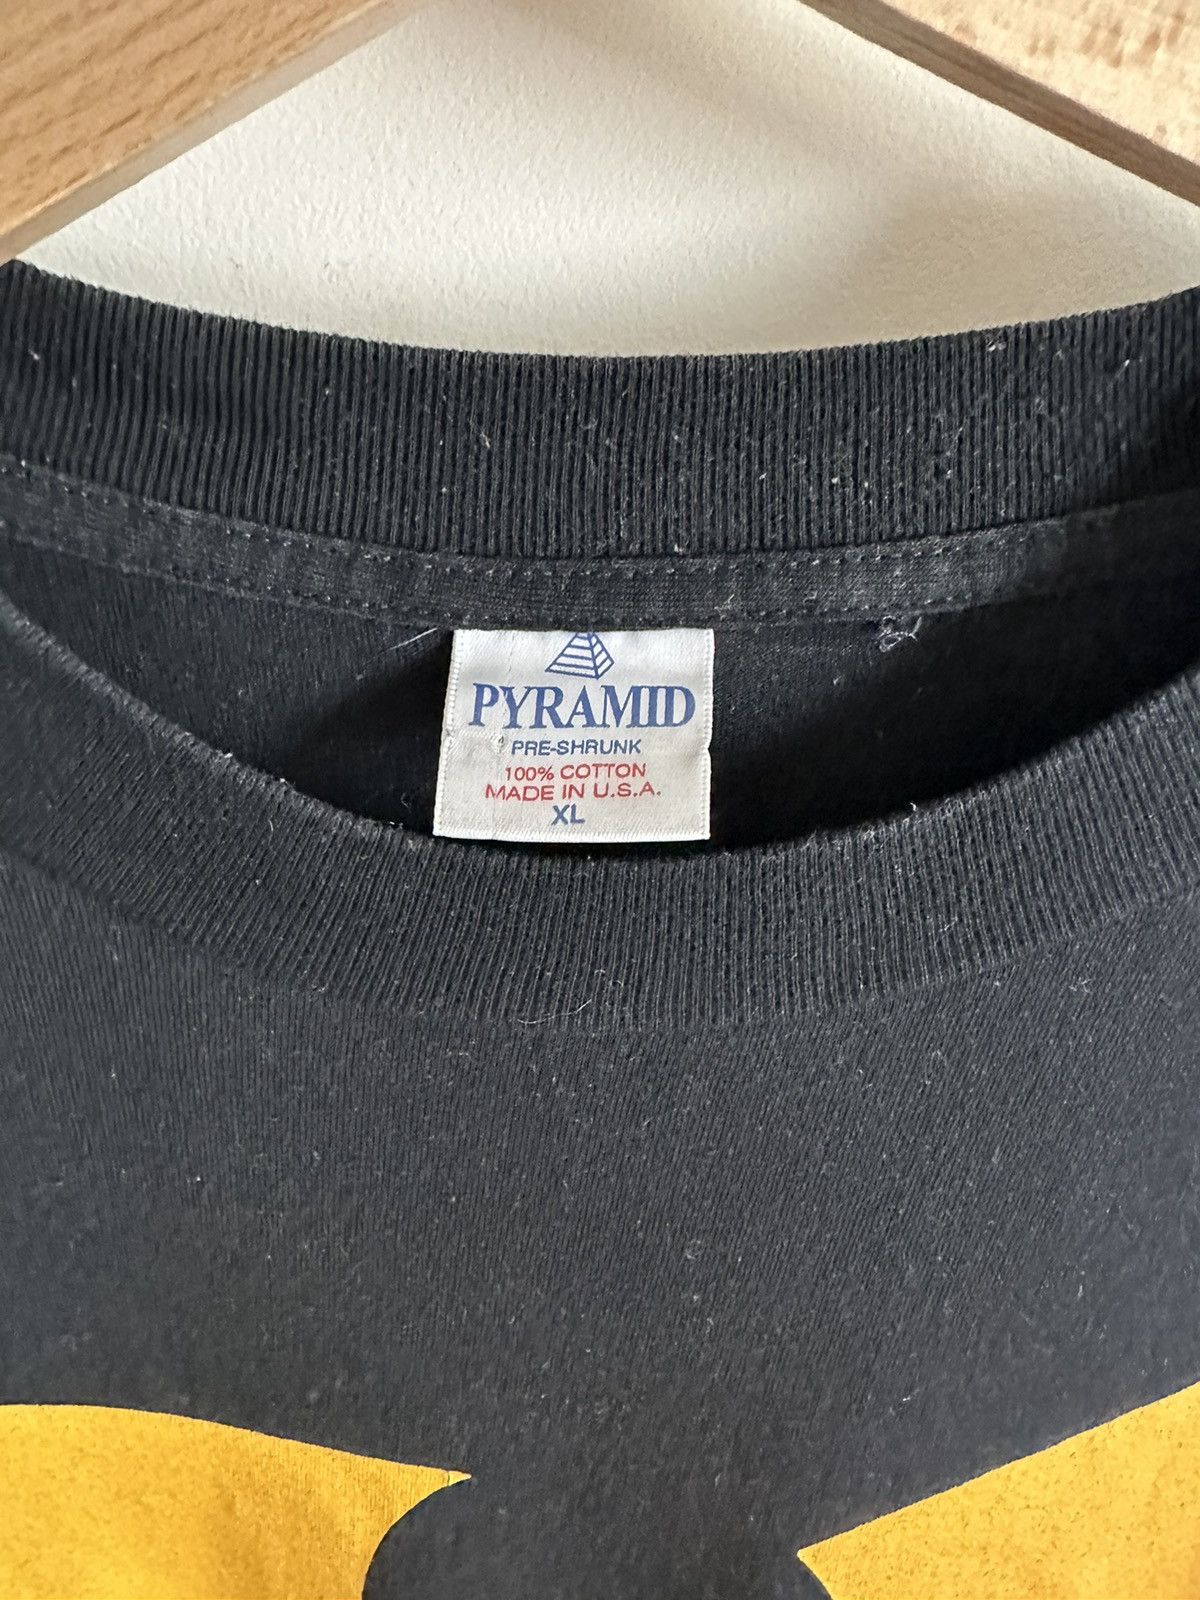 PYRAMID
PRE-SHRUNK
100% COTTON
MADE IN U.S.A.
XL